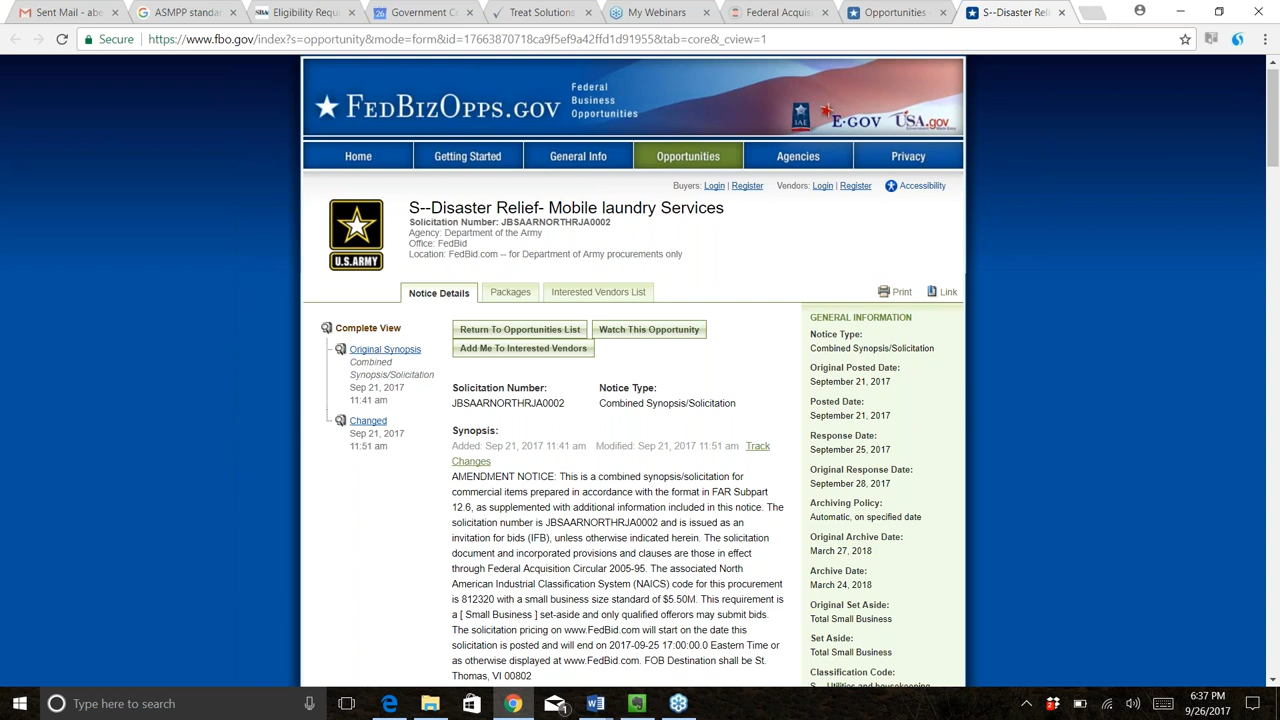 Sent Mail - abc
ASMPP standar
Eligibility Requ
Government C
Treat Solutions
My Webinars
Federal Acquis
Opportunities -
S--Disaster Reli
Secure
https://www.fbo.gov/index?s=opportunity&mode=form&id=17663870718ca9f5ef9a42ffd1d91955&tab=core&_cview=1
FEDBIZOPPS.GOV
Federal
Business
Opportunities
IAE
E-GOV
USA.gov
Home Getting Started General Info Opportunities Agencies Privacy
Buyers: Login | Register Vendors: Login | Register Accessibility
S--Disaster Relief- Mobile laundry Services
Solicitation Number: JBSAARNORTHRJA0002
Agency: Department of the Army
Office: FedBid
Location: FedBid.com -- for Department of Army procurements only
U.S.ARMY
Notice Details Packages Interested Vendors List Print Link
Complete View
Original Synopsis
Combined
Synopsis/Solicitation
Sep 21, 2017
11:41 am
Changed
Sep 21, 2017
11:51 am
Return To Opportunities List Watch This Opportunity
Add Me To Interested Vendors
Solicitation Number: Notice Type:
JBSAARNORTHRJA0002 Combined Synopsis/Solicitation
Synopsis:
Added: Sep 21, 2017 11:41 am Modified: Sep 21, 2017 11:51 am Track
Changes
AMENDMENT NOTICE: This is a combined synopsis/solicitation for
commercial items prepared in accordance with the format in FAR Subpart
12.6, as supplemented with additional information included in this notice. The
solicitation number is JBSAARNORTHRJA0002 and is issued as an
invitation for bids (IFB), unless otherwise indicated herein. The solicitation
document and incorporated provisions and clauses are those in effect
through Federal Acquisition Circular 2005-95. The associated North
American Industrial Classification System (NAICS) code for this procurement
is 812320 with a small business size standard of $5.50M. This requirement is
a [ Small Business ] set-aside and only qualified offerors may submit bids.
The solicitation pricing on www.FedBid.com will start on the date this
solicitation is posted and will end on 2017-09-25 17:00:00.0 Eastern Time or
as otherwise displayed at www.FedBid.com. FOB Destination shall be St.
Thomas, VI 00802
GENERAL INFORMATION
Notice Type:
Combined Synopsis/Solicitation
Original Posted Date:
September 21, 2017
Posted Date:
September 21, 2017
Response Date:
September 25, 2017
Original Response Date:
September 28, 2017
Archiving Policy:
Automatic, on specified date
Original Archive Date:
March 27, 2018
Archive Date:
March 24, 2018
Original Set Aside:
Total Small Business
Set Aside:
Total Small Business
Classification Code:
S -- Utilities and housekeeping
Type here to search
6:37 PM
9/26/2017